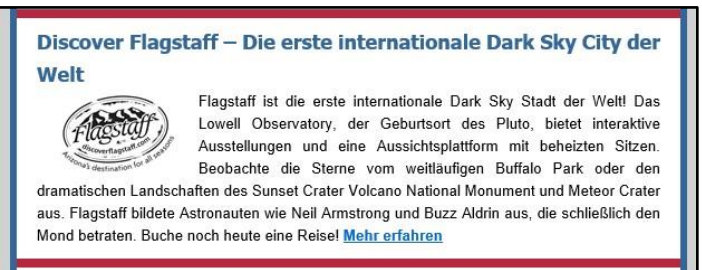 Discover Flagstaff – Die erste internationale Dark Sky City der
Welt
Flagstaff
discoverflagstaff.com
Arizona's destination for all seasons
Flagstaff ist die erste internationale Dark Sky Stadt der Welt! Das
Lowell Observatory, der Geburtsort des Pluto, bietet interaktive
Ausstellungen und eine Aussichtsplattform mit beheizten Sitzen.
Beobachte die Sterne vom weitläufigen Buffalo Park oder den
dramatischen Landschaften des Sunset Crater Volcano National Monument und Meteor Crater
aus. Flagstaff bildete Astronauten wie Neil Armstrong und Buzz Aldrin aus, die schließlich den
Mond betraten. Buche noch heute eine Reise! Mehr erfahren